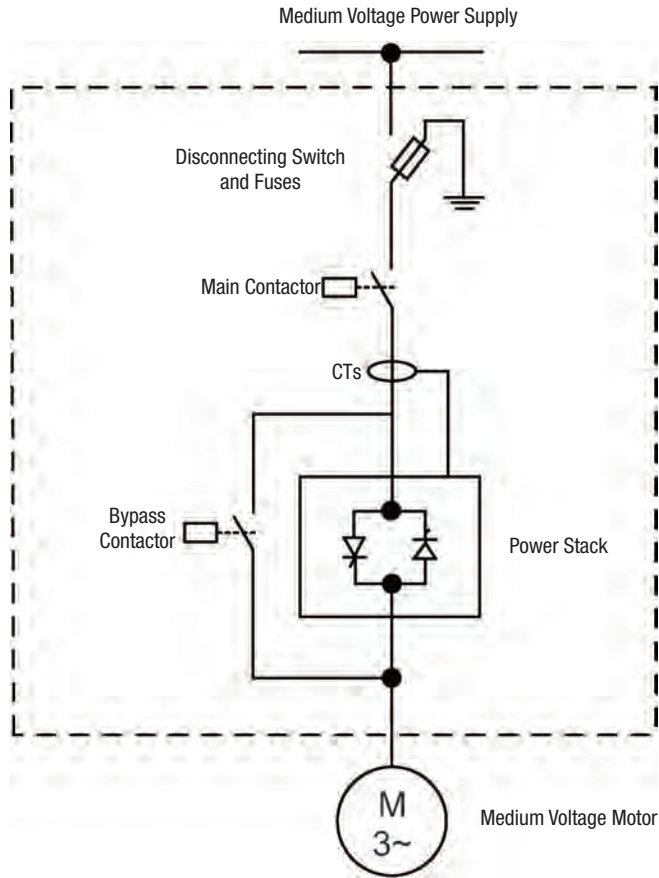 Medium Voltage Power Supply
Disconnecting Switch
and Fuses
Main Contactor
CTs
Bypass
Contactor
Power Stack
M
3~
Medium Voltage Motor